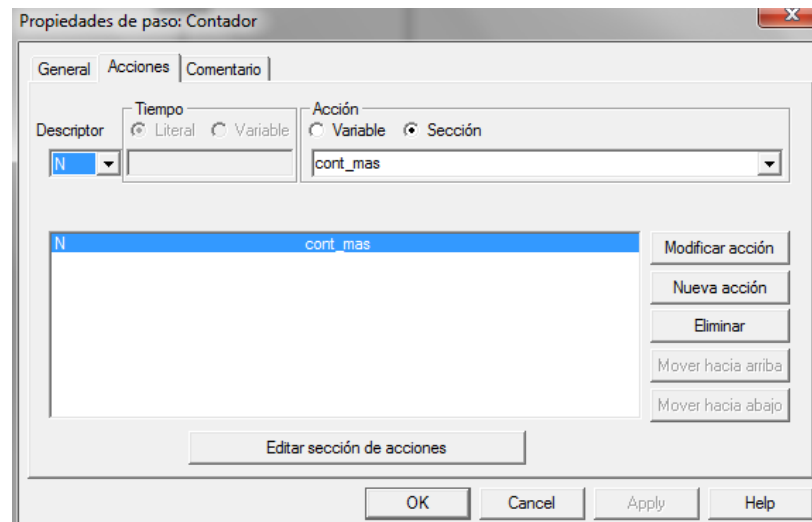 Propiedades de paso: Contador
x
General Acciones Comentario
Tiempo
Acción
Descriptor
Literal Variable
Variable Sección
N
cont_mas
N cont_mas
Modificar acción
Nueva acción
Eliminar
Mover hacia arriba
Mover hacia abajo
Editar sección de acciones
OK Cancel Apply Help